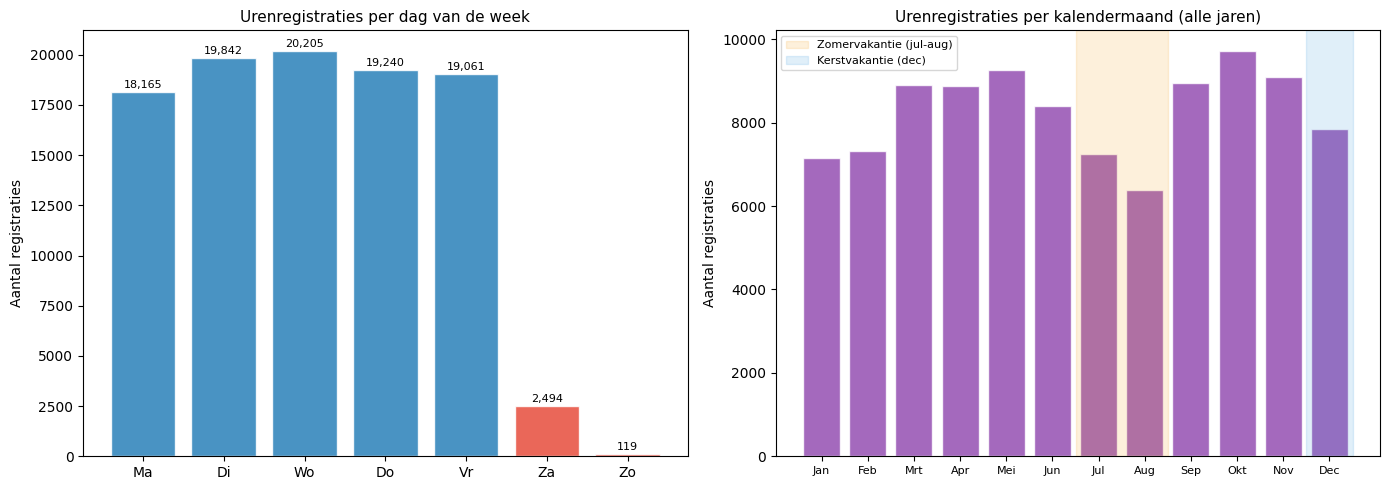 Urenregistraties per dag van de week
Aantal registraties
20000
17500
15000
12500
10000
7500
5000
2500
0
18,165
19,842
20,205
19,240
19,061
2,494
119
Ma Di Wo Do Vr Za Zo
Urenregistraties per kalendermaand (alle jaren)
Zomervakantie (jul-aug)
Kerstvakantie (dec)
Aantal registraties
10000
8000
6000
4000
2000
0
Jan Feb Mrt Apr Mei Jun Jul Aug Sep Okt Nov Dec